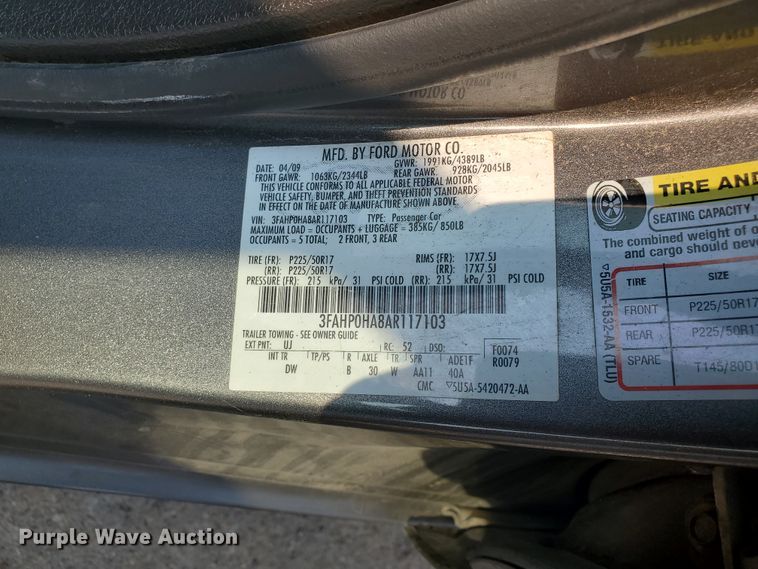 MFD. BY FORD MOTOR CO.
DATE: 04/09 GVWR: 1991KG/4389LB
FRONT GAWR: 1063KG/2344LB REAR GAWR: 928KG/2045LB
THIS VEHICLE CONFORMS TO ALL APPLICABLE FEDERAL MOTOR
VEHICLE SAFETY, BUMPER, AND THEFT PREVENTION STANDARDS
IN EFFECT ON THE DATE OF MANUFACTURE SHOWN ABOVE.
VIN: 3FAHP0HA8AR117103 TYPE: Passenger Car
MAXIMUM LOAD = OCCUPANTS + LUGGAGE = 385KG/850LB
OCCUPANTS = 5 TOTAL; 2 FRONT, 3 REAR
TIRE (FR): P225/50R17 RIMS (FR): 17X7.5J
(RR): P225/50R17 (RR): 17X7.5J
PRESSURE (FR): 215 kPa/ 31 PSI COLD (RR): 215 kPa/ 31 PSI COLD
3FAHP0HA8AR117103
TRAILER TOWING - SEE OWNER GUIDE
EXT PNT: UJ RC: 52 DSO: F0074
INT TR TP/PS R AXLE TR SPR ADE1F R0079
DW B 30 W AA11 40A
CMC ▽5U5A-5420472-AA
MOTOR CO
TIRE AND
SEATING CAPACITY
The combined weight of o
and cargo should neve
TIRE SIZE
FRONT P225/50R17
REAR P225/50R1
SPARE T145/80D1
▽5U5A-1532-AA (TLU)
Purple Wave Auction